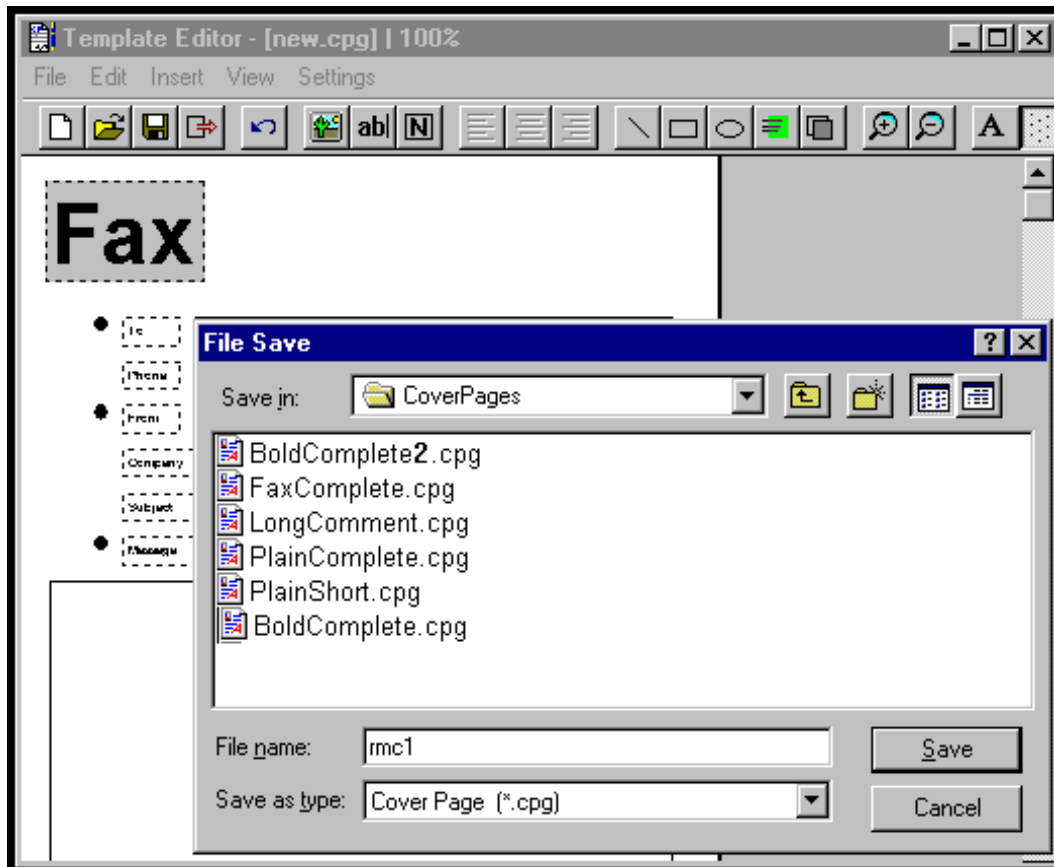 Template Editor - [new.cpg] | 100%
File Edit Insert View Settings
ab N A
Fax
To
Phone
From
Company
Subject
Message
File Save
Save in: CoverPages
BoldComplete2.cpg
FaxComplete.cpg
LongComment.cpg
PlainComplete.cpg
PlainShort.cpg
BoldComplete.cpg
File name: rmc1
Save
Save as type: Cover Page (*.cpg)
Cancel